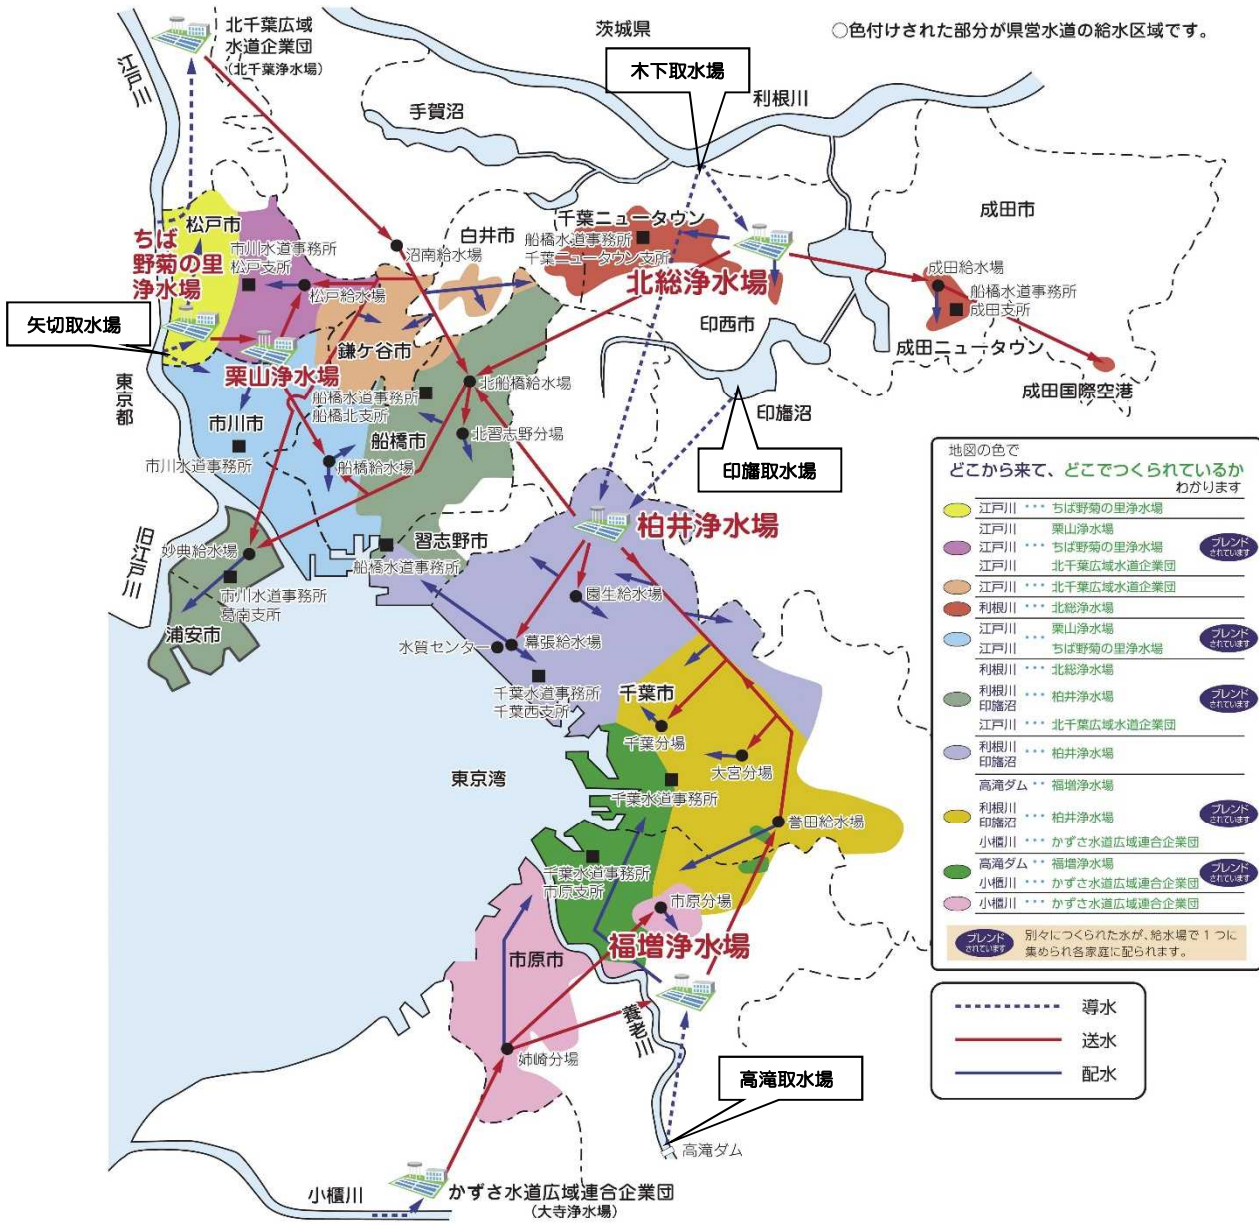 北千葉広域
水道企業団
(北千葉浄水場)
茨城県
○色付けされた部分が県営水道の給水区域です。
江戸川
木下取水場
手賀沼
利根川
松戸市
ちば
野菊の里
浄水場
市川水道事務所
松戸支所
松戸給水場
沼南給水場
白井市
千葉ニュータウン
船橋水道事務所
千葉ニュータウン支所
北総浄水場
成田市
成田給水場
船橋水道事務所
成田支所
成田ニュータウン
成田国際空港
印西市
矢切取水場
栗山浄水場
鎌ケ谷市
船橋水道事務所
船橋北支所
北船橋給水場
印旛沼
印旛取水場
東京都
市川市
市川水道事務所
船橋市
北習志野分場
船橋給水場
柏井浄水場
旧江戸川
妙典給水場
習志野市
船橋水道事務所
市川水道事務所
葛南支所
浦安市
園生給水場
水質センター
幕張給水場
千葉水道事務所
千葉西支所
千葉市
千葉分場
大宮分場
東京湾
千葉水道事務所
誉田給水場
千葉水道事務所
市原支所
市原分場
福増浄水場
市原市
養老川
姉崎分場
高滝取水場
高滝ダム
小櫃川
かずさ水道広域連合企業団
(大寺浄水場)
地図の色で
どこから来て、どこでつくられているか
わかります
江戸川 ・・・ ちば野菊の里浄水場
江戸川 栗山浄水場
江戸川 ・・・ ちば野菊の里浄水場
江戸川 北千葉広域水道企業団
ブレンド
されています
江戸川 ・・・ 北千葉広域水道企業団
利根川 ・・・ 北総浄水場
江戸川 ・・・ 栗山浄水場
江戸川 ちば野菊の里浄水場
ブレンド
されています
利根川 ・・・ 北総浄水場
利根川
印旛沼 ・・・ 柏井浄水場
江戸川 ・・・ 北千葉広域水道企業団
ブレンド
されています
利根川
印旛沼 ・・・ 柏井浄水場
高滝ダム ・・ 福増浄水場
利根川
印旛沼 ・・・ 柏井浄水場
小櫃川 ・・・ かずさ水道広域連合企業団
ブレンド
されています
高滝ダム ・・ 福増浄水場
小櫃川 ・・・ かずさ水道広域連合企業団
ブレンド
されています
小櫃川 ・・・ かずさ水道広域連合企業団
ブレンド
されています
別々につくられた水が、給水場で1つに
集められ各家庭に配られます。
導水
送水
配水